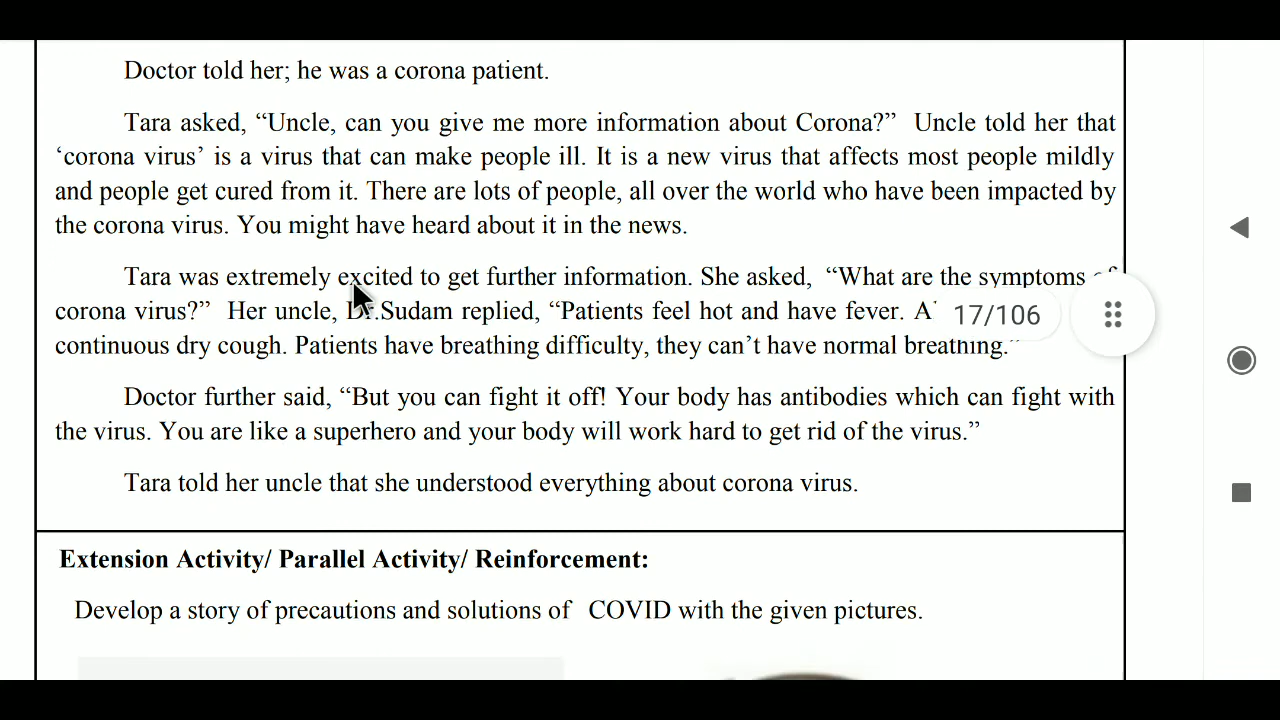 Doctor told her; he was a corona patient.
Tara asked, “Uncle, can you give me more information about Corona?” Uncle told her that
‘corona virus’ is a virus that can make people ill. It is a new virus that affects most people mildly
and people get cured from it. There are lots of people, all over the world who have been impacted by
the corona virus. You might have heard about it in the news.
Tara was extremely excited to get further information. She asked, “What are the symptoms of
corona virus?” Her uncle, Dr.Sudam replied, “Patients feel hot and have fever.
17/106
continuous dry cough. Patients have breathing difficulty, they can’t have normal breathing.”
Doctor further said, “But you can fight it off! Your body has antibodies which can fight with
the virus. You are like a superhero and your body will work hard to get rid of the virus.”
Tara told her uncle that she understood everything about corona virus.
Extension Activity/ Parallel Activity/ Reinforcement:
Develop a story of precautions and solutions of COVID with the given pictures.